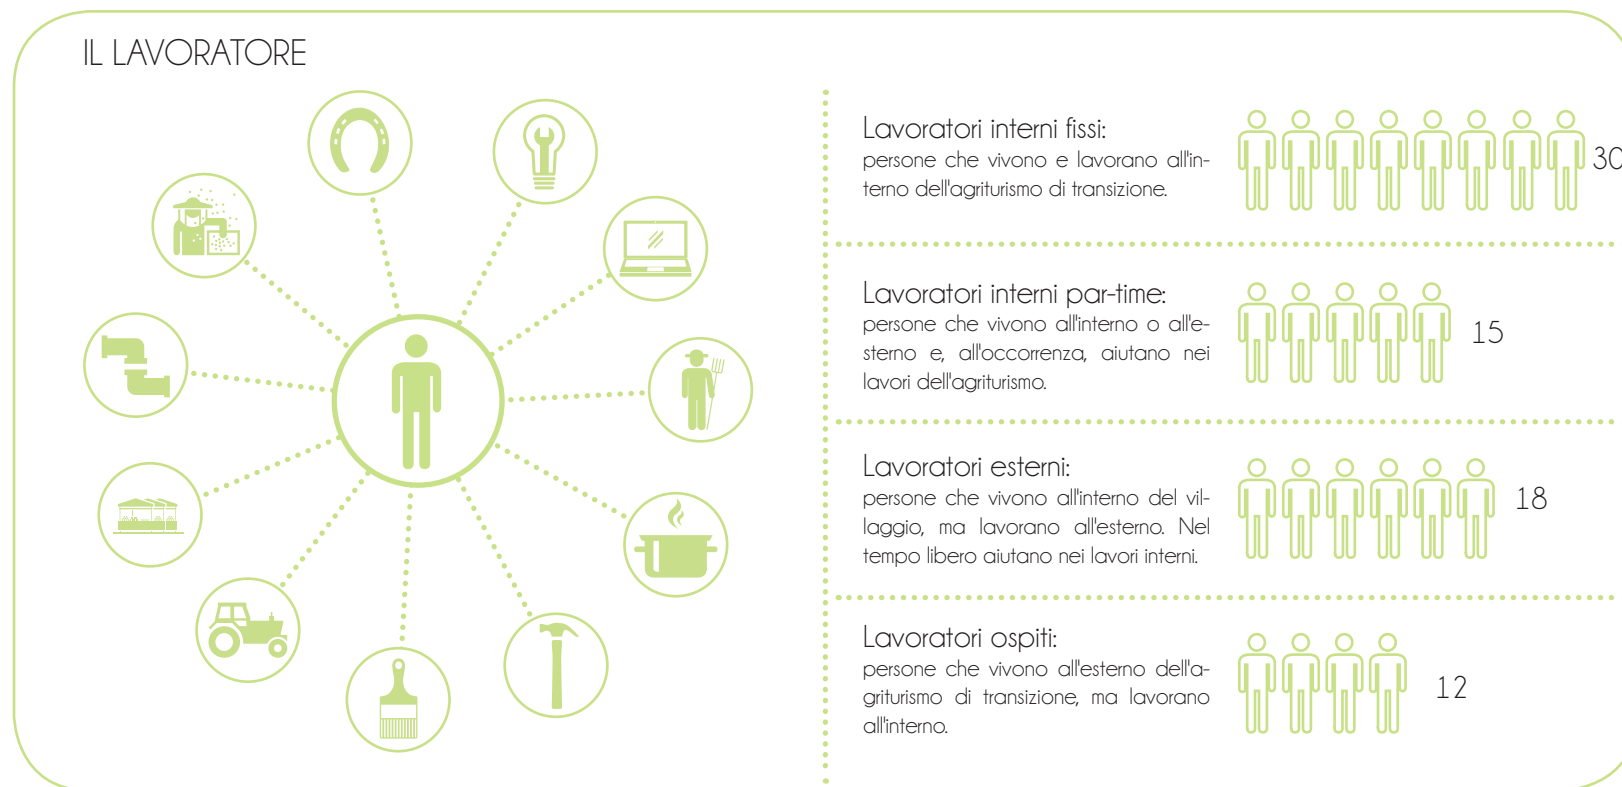 IL LAVORATORE
Lavoratori interni fissi:
persone che vivono e lavorano all'in-
terno dell'agriturismo di transizione.
30
Lavoratori interni par-time:
persone che vivono all'interno o all'e-
sterno e, all'occorrenza, aiutano nei
lavori dell'agriturismo.
15
Lavoratori esterni:
persone che vivono all'interno del vil-
laggio, ma lavorano all'esterno. Nel
tempo libero aiutano nei lavori interni.
18
Lavoratori ospiti:
persone che vivono all'esterno dell'a-
griturismo di transizione, ma lavorano
all'interno.
12